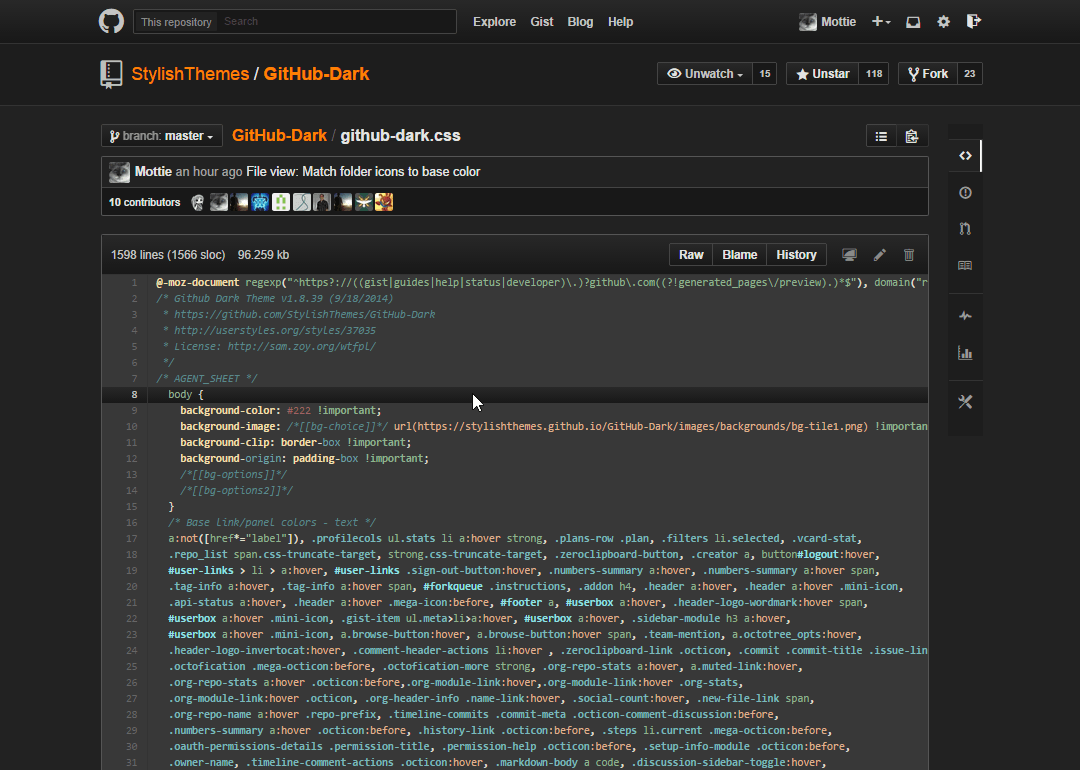 This repository Search Explore Gist Blog Help Mottie
StylishThemes / GitHub-Dark Unwatch 15 Unstar 118 Fork 23
branch: master GitHub-Dark / github-dark.css
Mottie an hour ago File view: Match folder icons to base color
10 contributors
1598 lines (1566 sloc) 96.259 kb Raw Blame History
1 @-moz-document regexp("^https?://((gist|guides|help|status|developer)\.)?github\.com((?!generated_pages\/preview).)*$"), domain("r
2 /* Github Dark Theme v1.8.39 (9/18/2014)
3 * https://github.com/StylishThemes/GitHub-Dark
4 * http://userstyles.org/styles/37035
5 * License: http://sam.zoy.org/wtfpl/
6 */
7 /* AGENT_SHEET */
8 body {
9 background-color: #222 !important;
10 background-image: /*[[bg-choice]]*/ url(https://stylishthemes.github.io/GitHub-Dark/images/backgrounds/bg-tile1.png) !importan
11 background-clip: border-box !important;
12 background-origin: padding-box !important;
13 /*[[bg-options]]*/
14 /*[[bg-options2]]*/
15 }
16 /* Base link/panel colors - text */
17 a:not([href*="label"]), .profilecols ul.stats li a:hover strong, .plans-row .plan, .filters li.selected, .vcard-stat,
18 .repo_list span.css-truncate-target, strong.css-truncate-target, .zeroclipboard-button, .creator a, button#logout:hover,
19 #user-links > li > a:hover, #user-links .sign-out-button:hover, .numbers-summary a:hover, .numbers-summary a:hover span,
20 .tag-info a:hover, .tag-info a:hover span, #forkqueue .instructions, .addon h4, .header a:hover, .header a:hover .mini-icon,
21 .api-status a:hover, .header a:hover .mega-icon:before, #footer a, #userbox a:hover, .header-logo-wordmark:hover span,
22 #userbox a:hover .mini-icon, .gist-item ul.meta>li>a:hover, #userbox a:hover, .sidebar-module h3 a:hover,
23 #userbox a:hover .mini-icon, a.browse-button:hover, a.browse-button:hover span, .team-mention, a.octotree_opts:hover,
24 .header-logo-invertocat:hover, .comment-header-actions li:hover , .zeroclipboard-link .octicon, .commit .commit-title .issue-lin
25 .octofication .mega-octicon:before, .octofication-more strong, .org-repo-stats a:hover, a.muted-link:hover,
26 .org-repo-stats a:hover .octicon:before,.org-module-link:hover,.org-module-link:hover .org-stats,
27 .org-module-link:hover .octicon, .org-header-info .name-link:hover, .social-count:hover, .new-file-link span,
28 .org-repo-name a:hover .repo-prefix, .timeline-commits .commit-meta .octicon-comment-discussion:before,
29 .numbers-summary a:hover .octicon:before, .history-link .octicon:before, .steps li.current .mega-octicon:before,
30 .oauth-permissions-details .permission-title, .permission-help .octicon:before, .setup-info-module .octicon:before,
31 .owner-name, .timeline-comment-actions .octicon:hover, .markdown-body a code, .discussion-sidebar-toggle:hover,